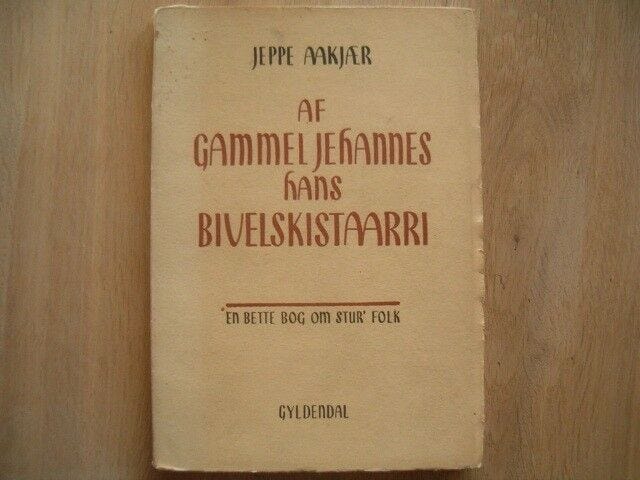 JEPPE AAKJÆR
AF
GAMMEL JEHANNES
HANS
BIVELSKISTAARRI
EN BETTE BOG OM STUR' FOLK
GYLDENDAL